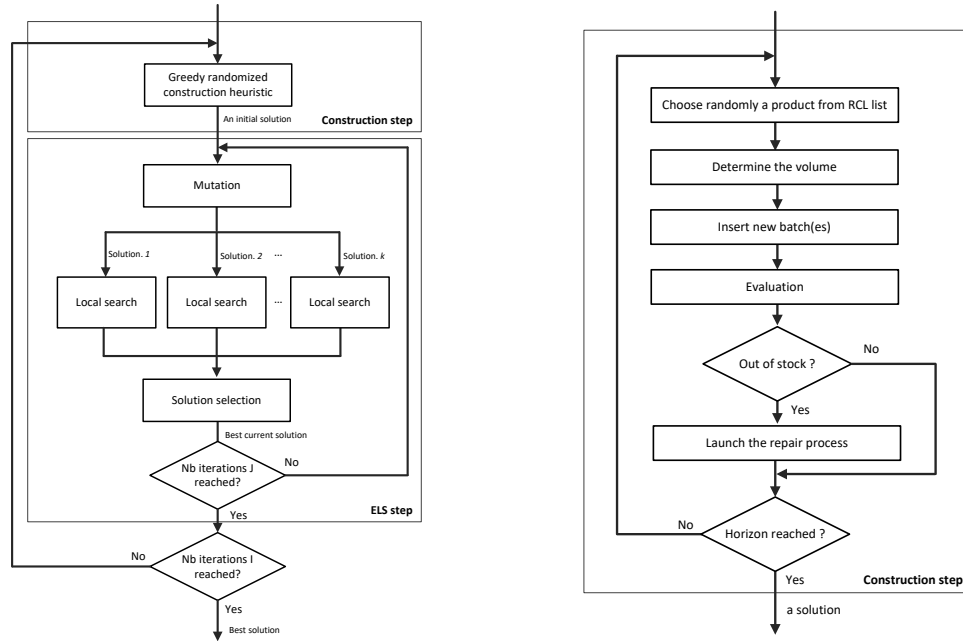 Greedy randomized
construction heuristic
An initial solution
Construction step
Mutation
Solution. 1
Solution. 2
...
Solution. k
Local search
Local search
...
Local search
Solution selection
Best current solution
Nb iterations J
reached?
No
Yes
ELS step
No
Nb iterations I
reached?
Yes
Best solution
Choose randomly a product from RCL list
Determine the volume
Insert new batch(es)
Evaluation
Out of stock ?
No
Yes
Launch the repair process
No
Horizon reached ?
Yes
Construction step
a solution